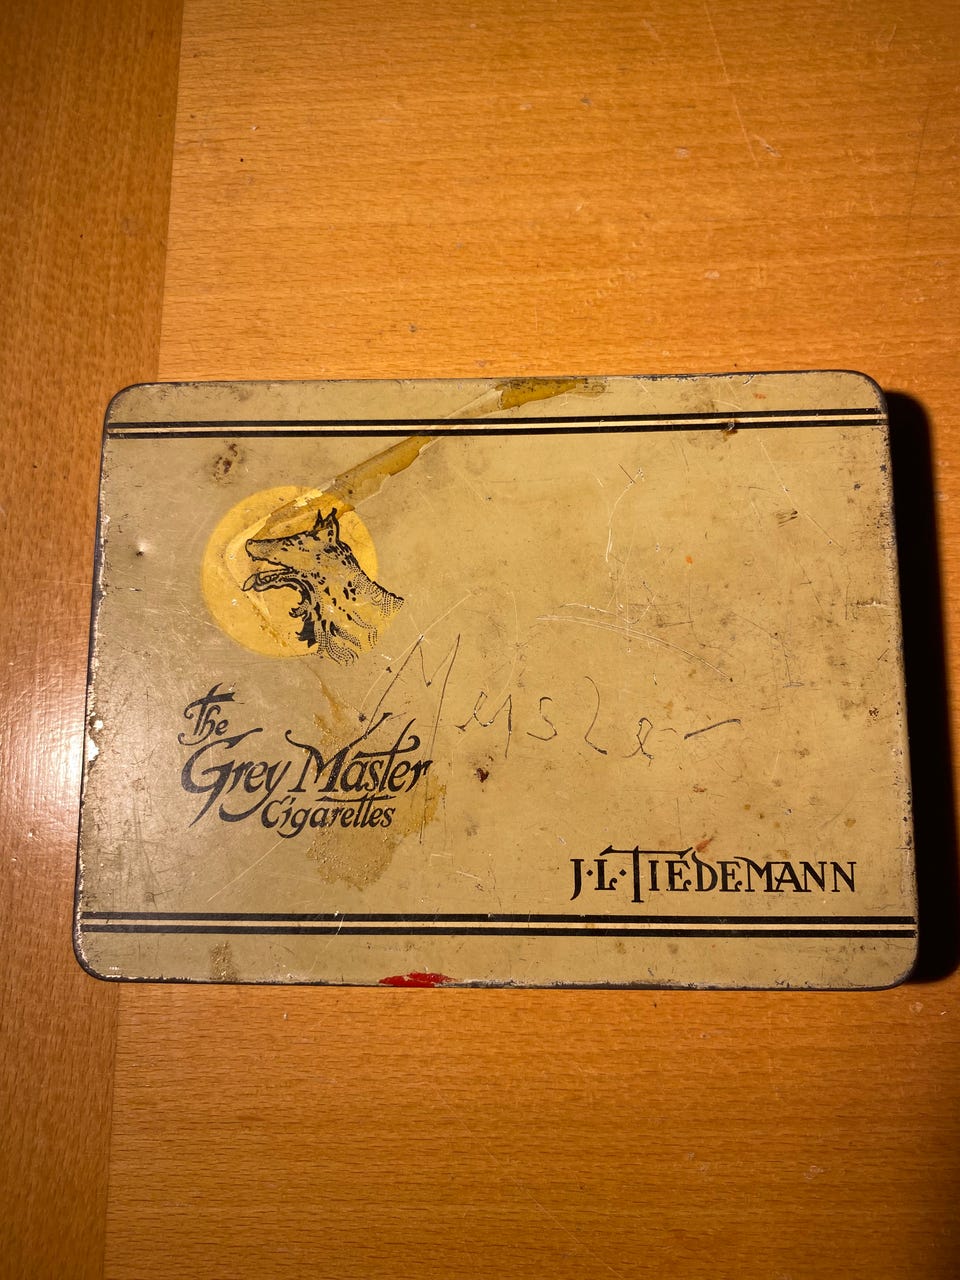 The
Grey Master
Cigarettes
J·L·TIEDEMANN